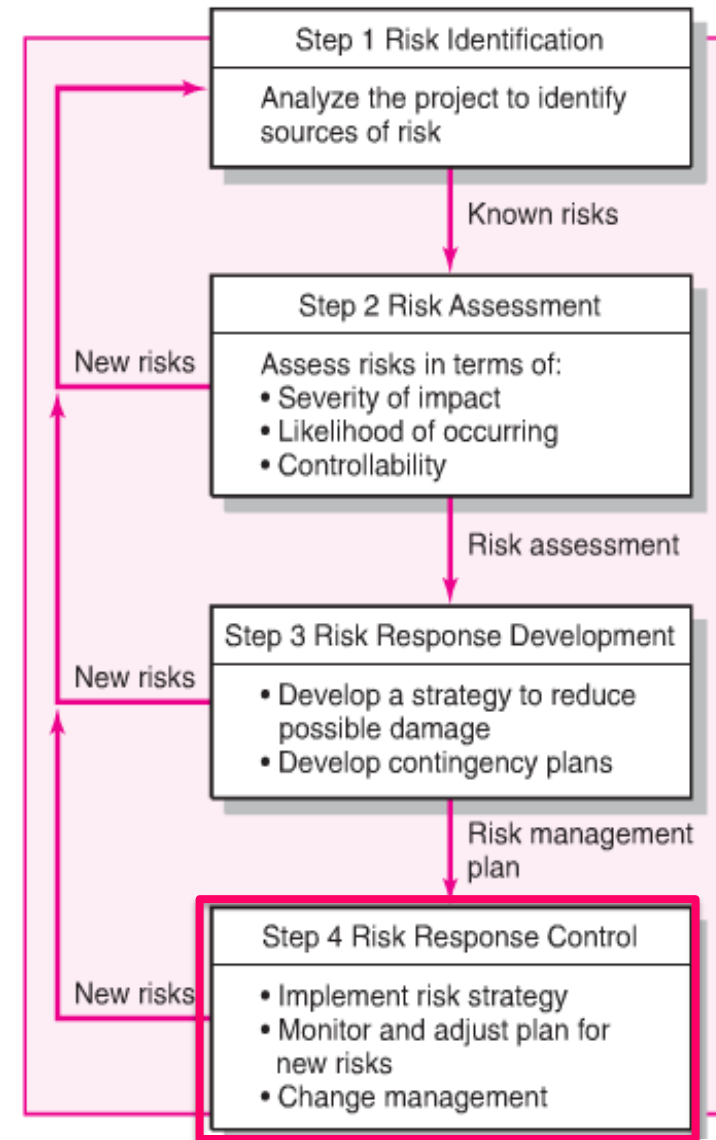 Step 1 Risk Identification
Analyze the project to identify
sources of risk
Known risks
Step 2 Risk Assessment
New risks
Assess risks in terms of:
• Severity of impact
• Likelihood of occurring
• Controllability
Risk assessment
Step 3 Risk Response Development
New risks
• Develop a strategy to reduce
possible damage
• Develop contingency plans
Risk management
plan
Step 4 Risk Response Control
New risks
• Implement risk strategy
• Monitor and adjust plan for
new risks
• Change management